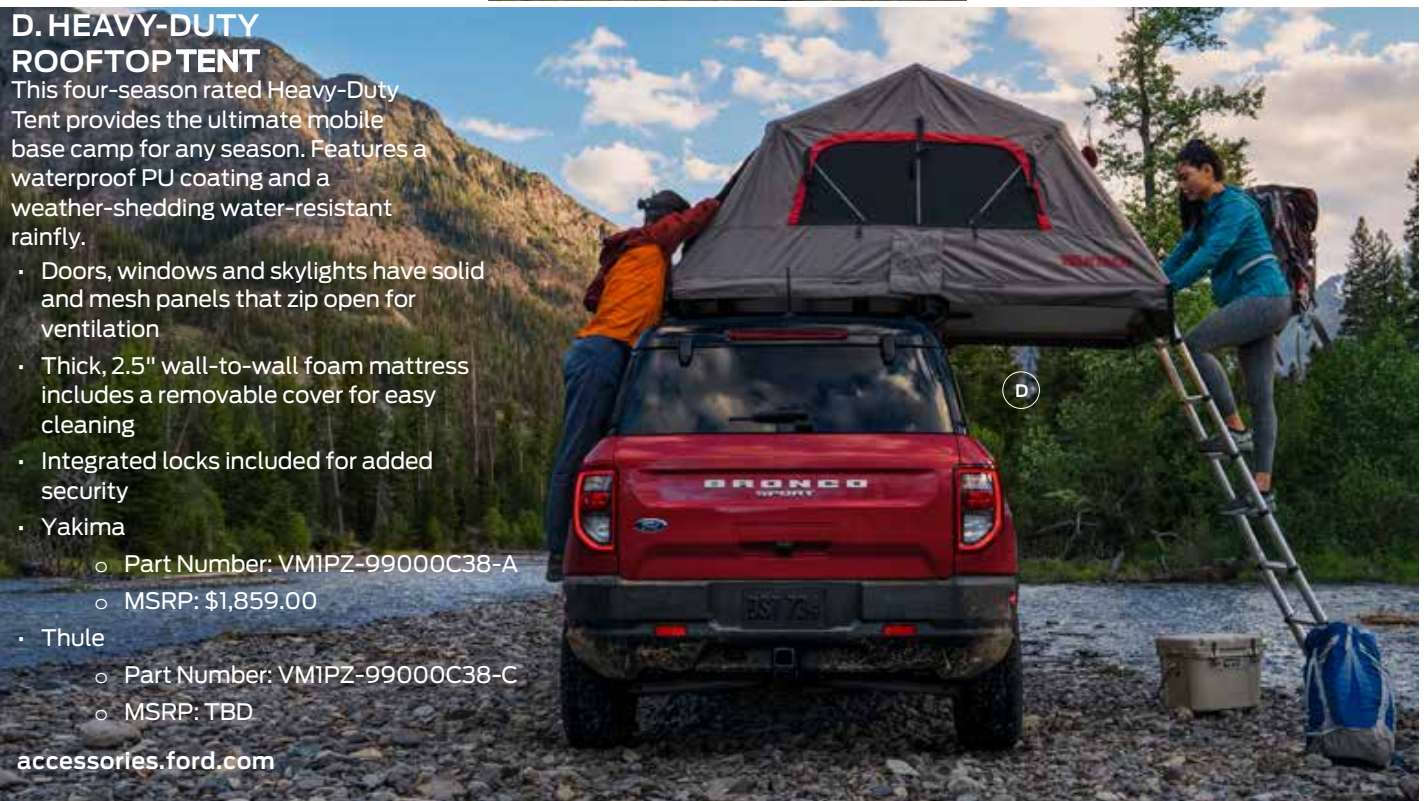 D. HEAVY-DUTY
ROOFTOP TENT
This four-season rated Heavy-Duty
Tent provides the ultimate mobile
base camp for any season. Features a
waterproof PU coating and a
weather-shedding water-resistant
rainfly.
· Doors, windows and skylights have solid
and mesh panels that zip open for
ventilation
· Thick, 2.5" wall-to-wall foam mattress
includes a removable cover for easy
cleaning
· Integrated locks included for added
security
· Yakima
o Part Number: VM1PZ-99000C38-A
o MSRP: $1,859.00
· Thule
o Part Number: VM1PZ-99000C38-C
o MSRP: TBD
accessories.ford.com
D
BRONCO
SPORT
Ford